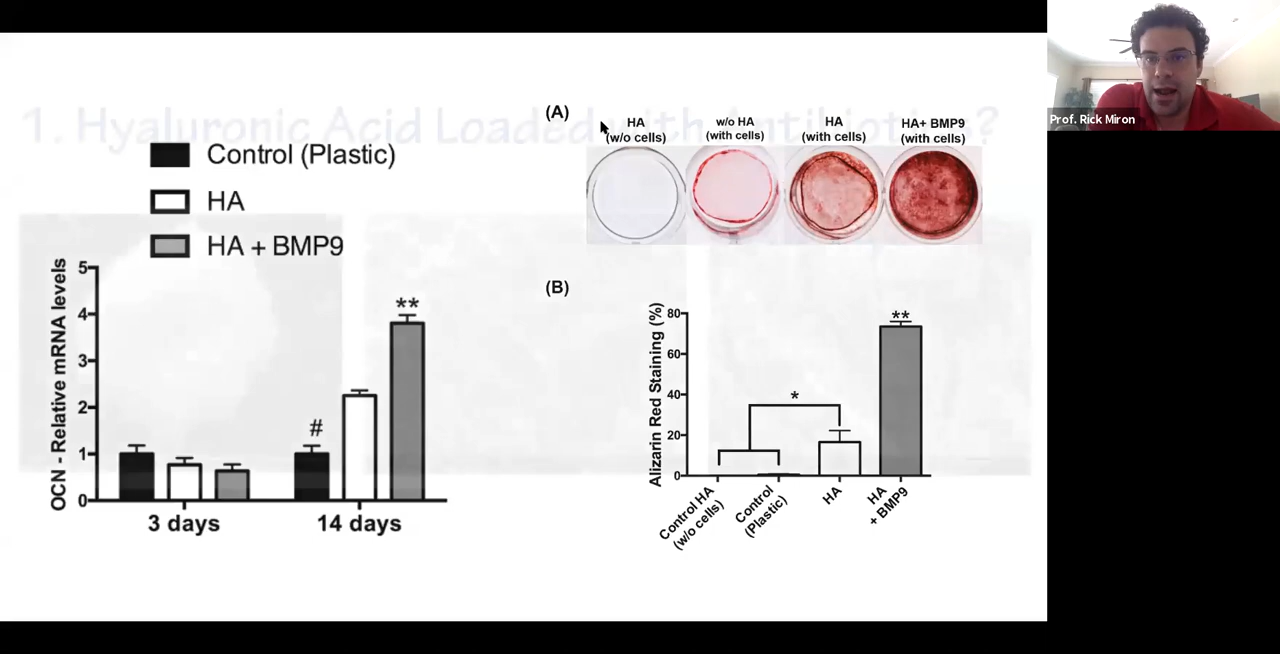 1. Hyaluronic Acid Loaded with Antibiotics?
Control (Plastic)
HA
HA + BMP9
OCN - Relative mRNA levels
5
4
3
2
1
0
#
**
3 days
14 days
(A)
HA
(w/o cells)
w/o HA
(with cells)
HA
(with cells)
HA+ BMP9
(with cells)
(B)
Alizarin Red Staining (%)
80
60
40
20
0
*
**
Control HA
(w/o cells)
Control
(Plastic)
HA
HA
+ BMP9
Prof. Rick Miron